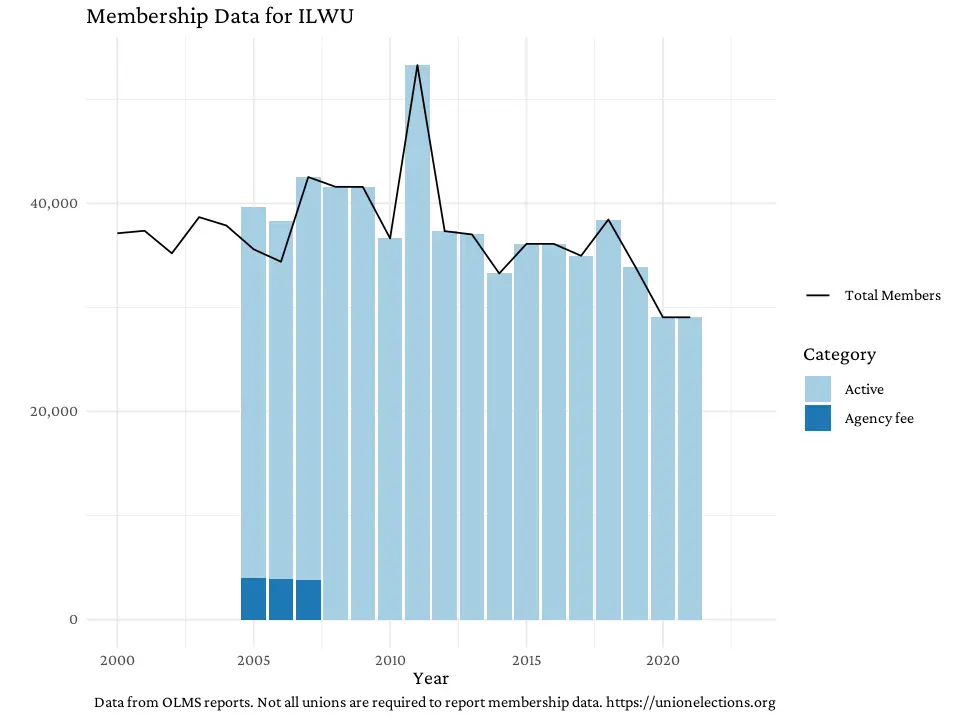 Membership Data for ILWU
40,000
20,000
0
2000 2005 2010 2015 2020
Year
Total Members
Category
Active
Agency fee
Data from OLMS reports. Not all unions are required to report membership data. https://unionelections.org